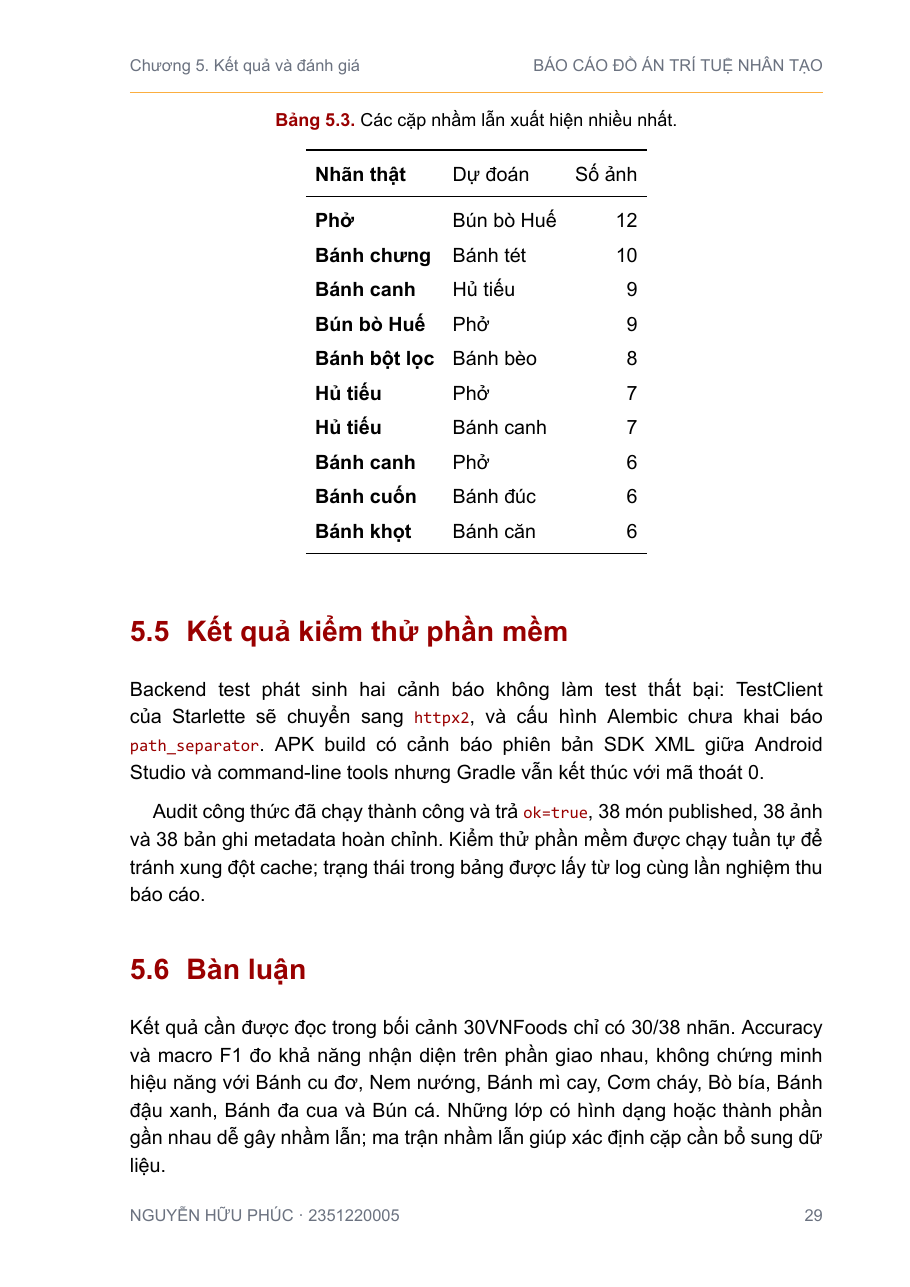 Chương 5. Kết quả và đánh giá BÁO CÁO ĐỒ ÁN TRÍ TUỆ NHÂN TẠO
Bảng 5.3. Các cặp nhầm lẫn xuất hiện nhiều nhất.
Nhãn thật Dự đoán Số ảnh
Phở Bún bò Huế 12
Bánh chưng Bánh tét 10
Bánh canh Hủ tiếu 9
Bún bò Huế Phở 9
Bánh bột lọc Bánh bèo 8
Hủ tiếu Phở 7
Hủ tiếu Bánh canh 7
Bánh canh Phở 6
Bánh cuốn Bánh đúc 6
Bánh khọt Bánh căn 6
5.5 Kết quả kiểm thử phần mềm
Backend test phát sinh hai cảnh báo không làm test thất bại: TestClient
của Starlette sẽ chuyển sang httpx2, và cấu hình Alembic chưa khai báo
path_separator. APK build có cảnh báo phiên bản SDK XML giữa Android
Studio và command-line tools nhưng Gradle vẫn kết thúc với mã thoát 0.
Audit công thức đã chạy thành công và trả ok=true, 38 món published, 38 ảnh
và 38 bản ghi metadata hoàn chỉnh. Kiểm thử phần mềm được chạy tuần tự để
tránh xung đột cache; trạng thái trong bảng được lấy từ log cùng lần nghiệm thu
báo cáo.
5.6 Bàn luận
Kết quả cần được đọc trong bối cảnh 30VNFoods chỉ có 30/38 nhãn. Accuracy
và macro F1 đo khả năng nhận diện trên phần giao nhau, không chứng minh
hiệu năng với Bánh cu đơ, Nem nướng, Bánh mì cay, Cơm cháy, Bò bía, Bánh
đậu xanh, Bánh đa cua và Bún cá. Những lớp có hình dạng hoặc thành phần
gần nhau dễ gây nhầm lẫn; ma trận nhầm lẫn giúp xác định cặp cần bổ sung dữ
liệu.
NGUYỄN HỮU PHÚC · 2351220005 29